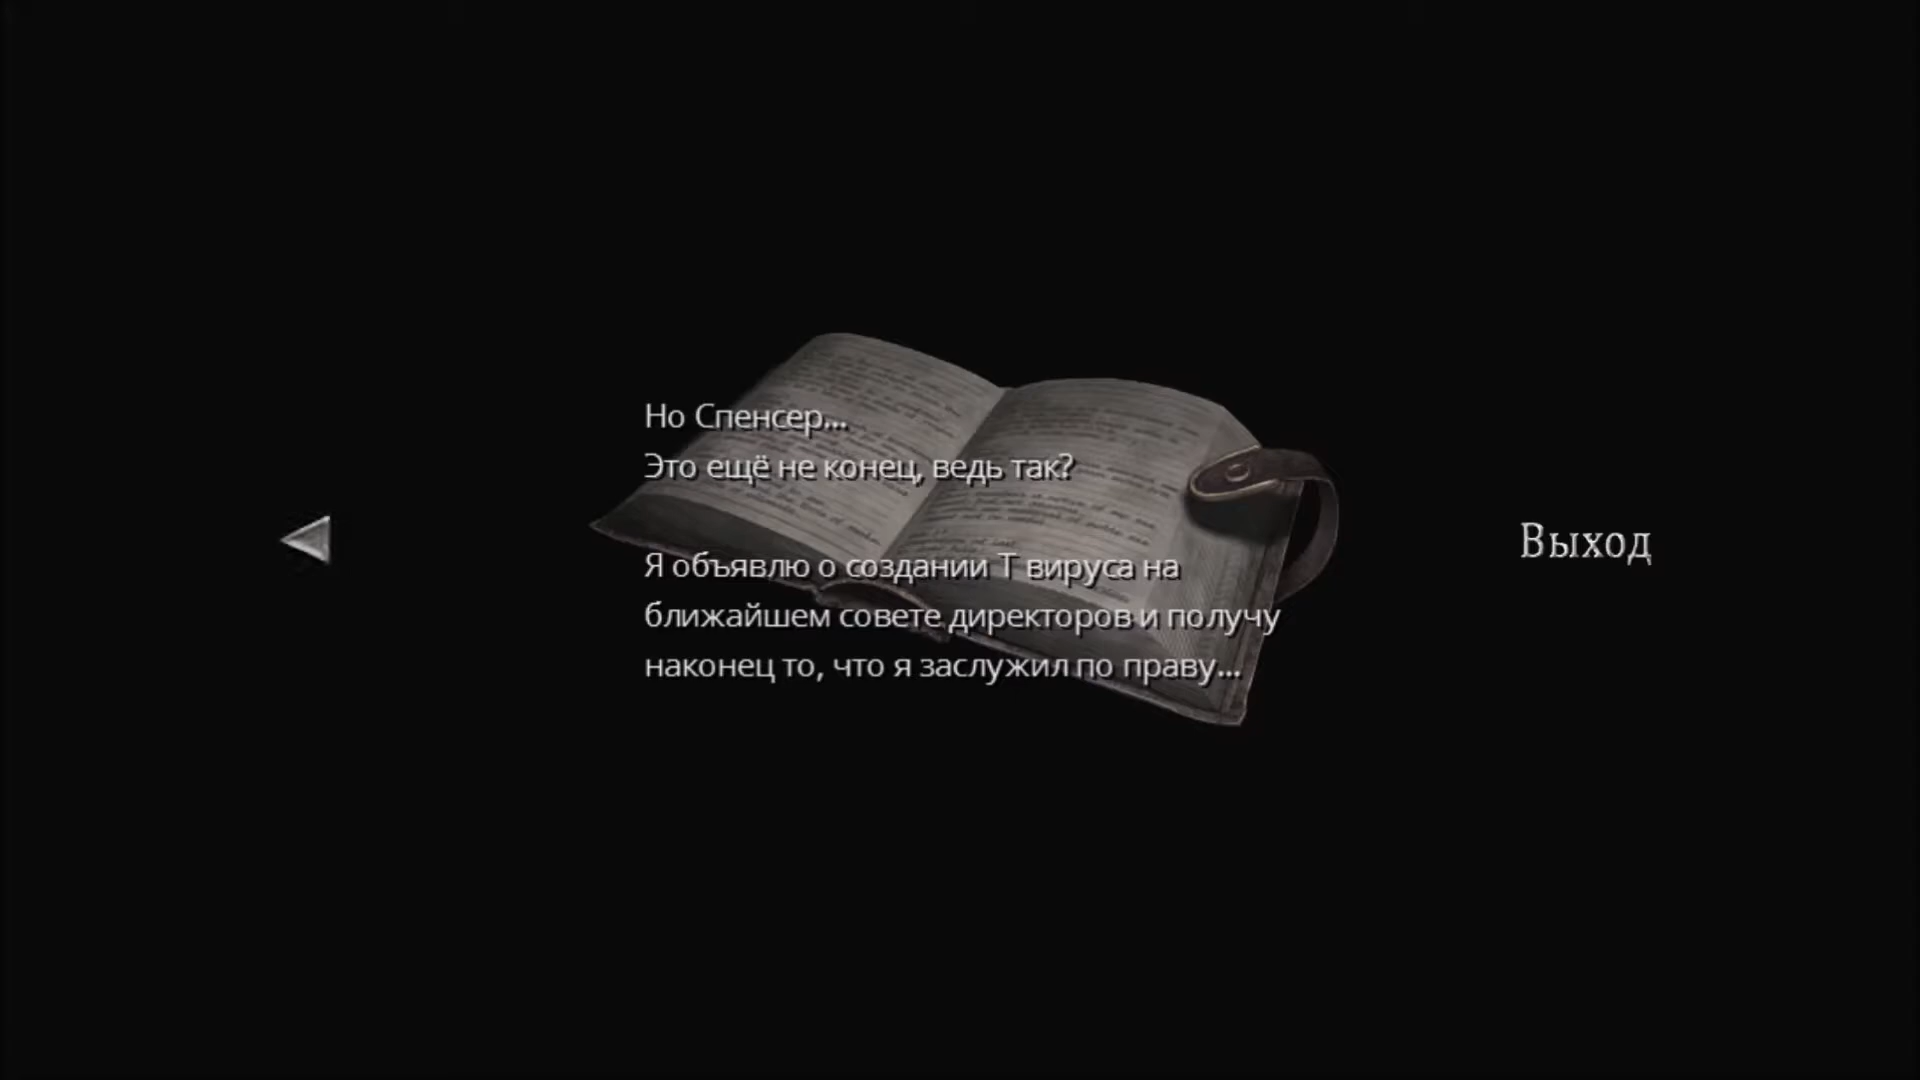 Но Спенсер...
Это ещё не конец, ведь так?
Я объявлю о создании Т вируса на
ближайшем совете директоров и получу
наконец то, что я заслужил по праву...
Выход